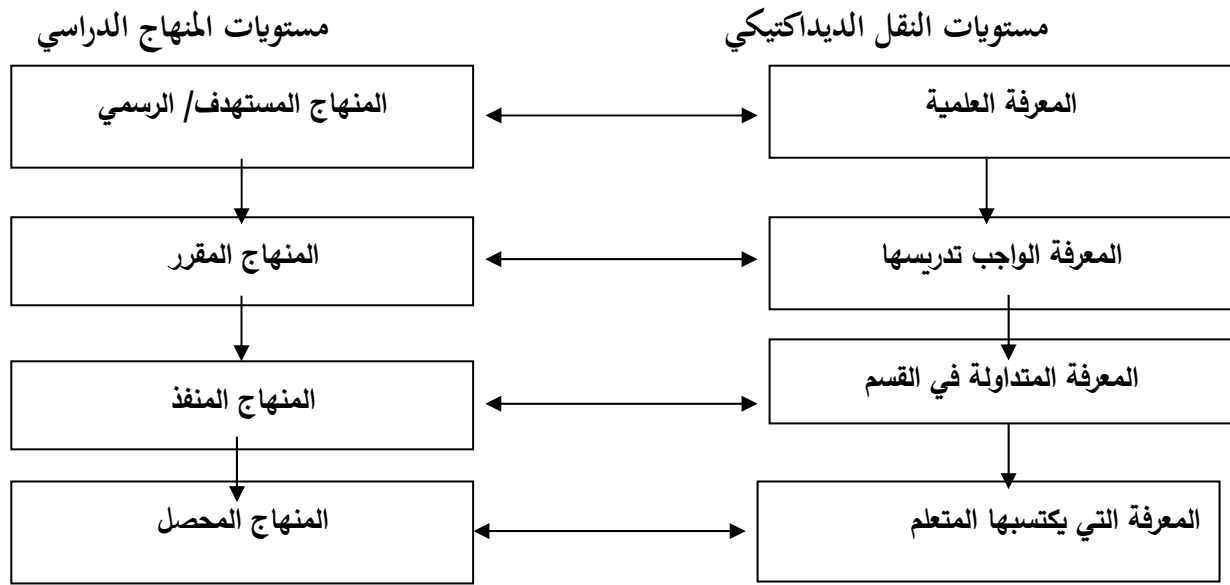 مستويات النقل الديداكتيكي
مستويات المنهاج الدراسي
المعرفة العلمية
المنهاج المستهدف/ الرسمي
المعرفة الواجب تدريسها
المنهاج المقرر
المعرفة المتداولة في القسم
المنهاج المنفذ
المعرفة التي يكتسبها المتعلم
المنهاج المحصل